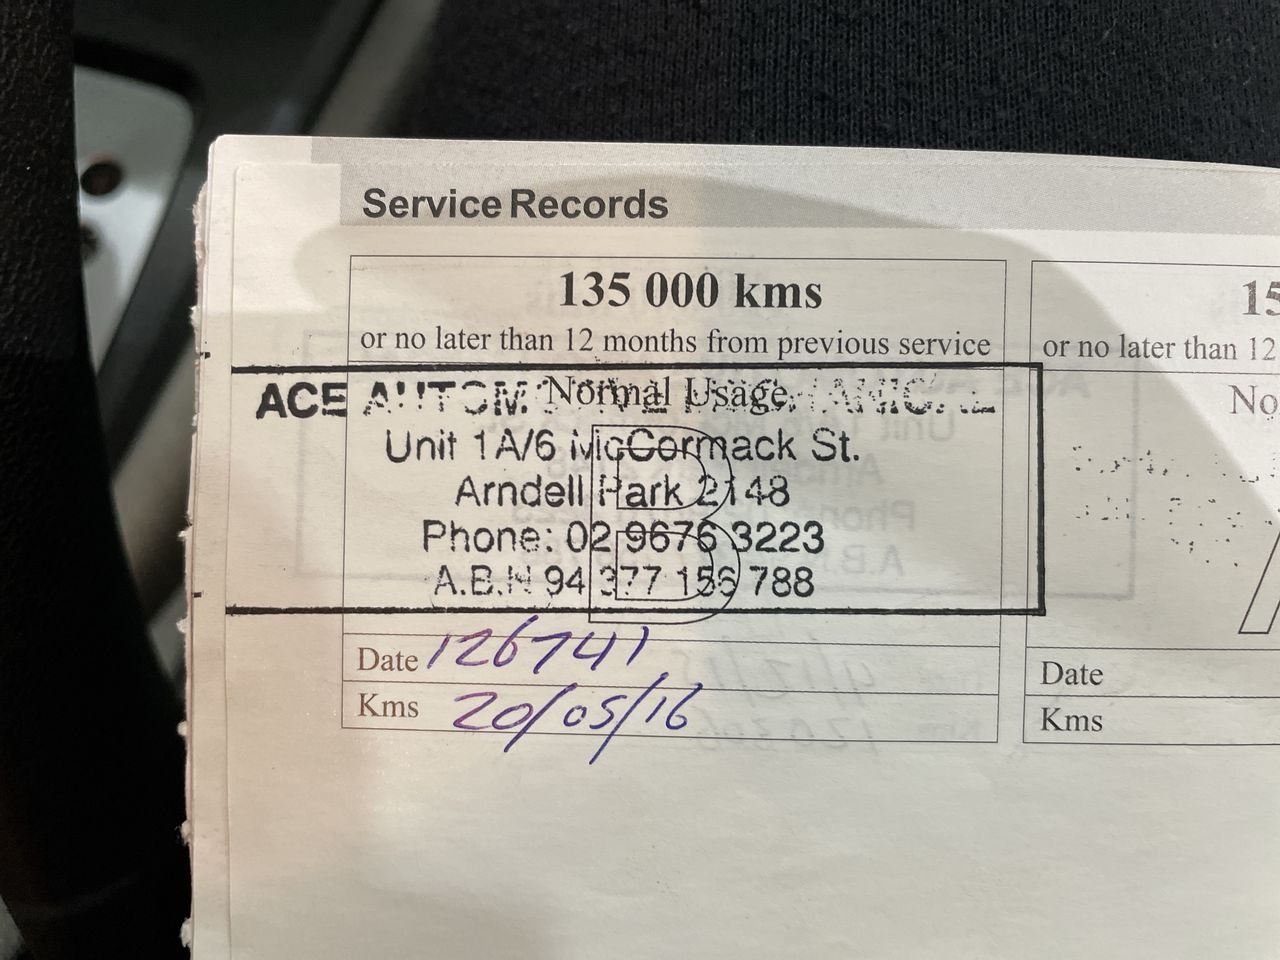 Service Records
135 000 kms
or no later than 12 months from previous service
Normal Usage
ACE
Unit 1A/6 McCormack St.
Arndell Park 2148
Phone: 02 9676 3223
A.B.N 94 377 156 788
B
Date 126741
Kms 20/05/16
15
or no later than 12
No
Date
Kms